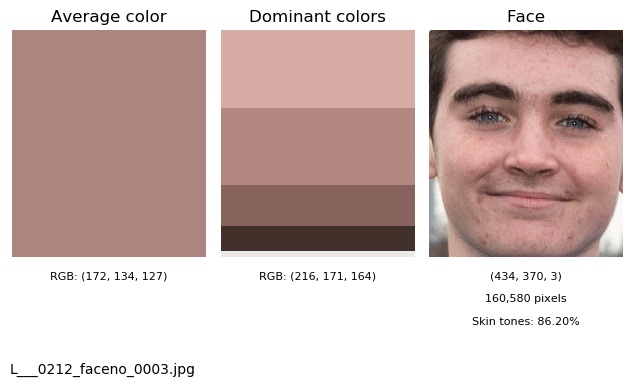 Average color
Dominant colors
Face
RGB: (172, 134, 127)
RGB: (216, 171, 164)
(434, 370, 3)
160,580 pixels
Skin tones: 86.20%
L___0212_faceno_0003.jpg